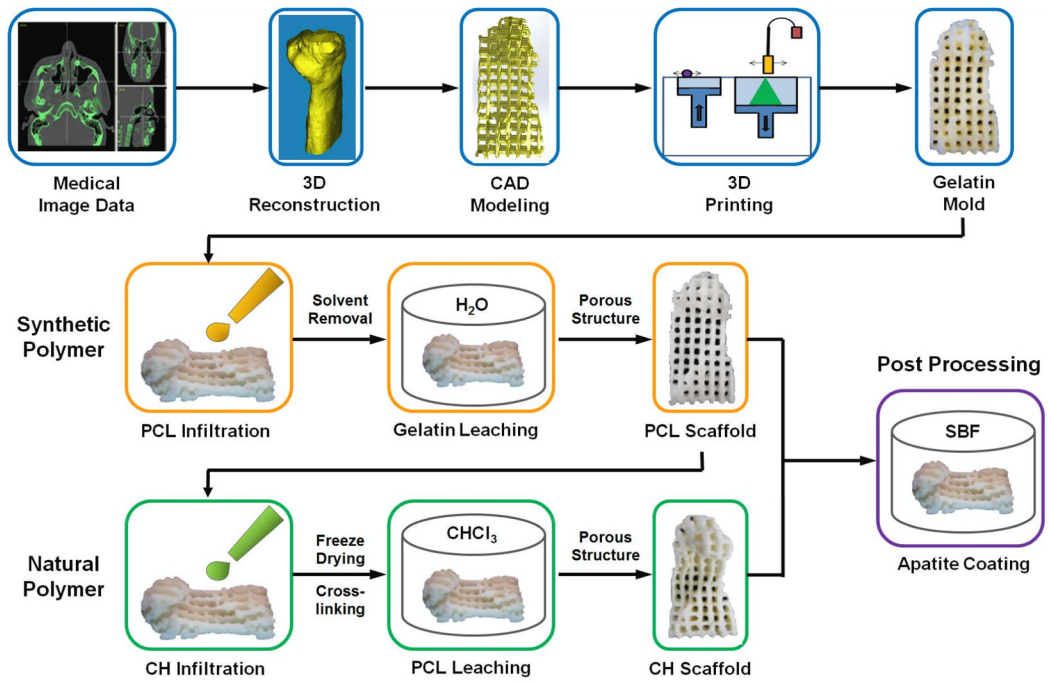 Medical
Image Data
3D
Reconstruction
CAD
Modeling
3D
Printing
Gelatin
Mold
Synthetic
Polymer
Solvent
Removal
H₂O
Porous
Structure
PCL Infiltration
Gelatin Leaching
PCL Scaffold
Post Processing
SBF
Apatite Coating
Natural
Polymer
Freeze
Drying
Cross-
linking
CHCl₃
Porous
Structure
CH Infiltration
PCL Leaching
CH Scaffold